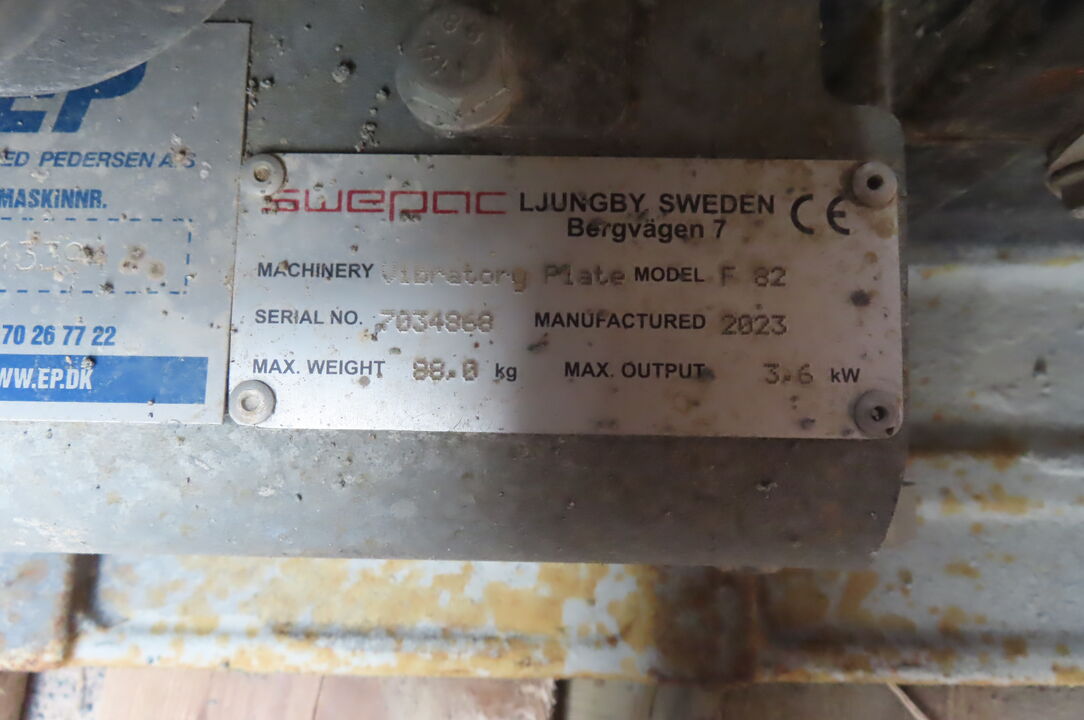 EP
ED PEDERSEN A/S
MASKINNR.
70 26 77 22
WW.EP.DK
swepac LJUNGBY, SWEDEN CE
Bergvägen 7
MACHINERY Vibratory Plate MODEL F 82
SERIAL NO. 7034868 MANUFACTURED 2023
MAX. WEIGHT 88.0 kg MAX. OUTPUT 3.6 kW